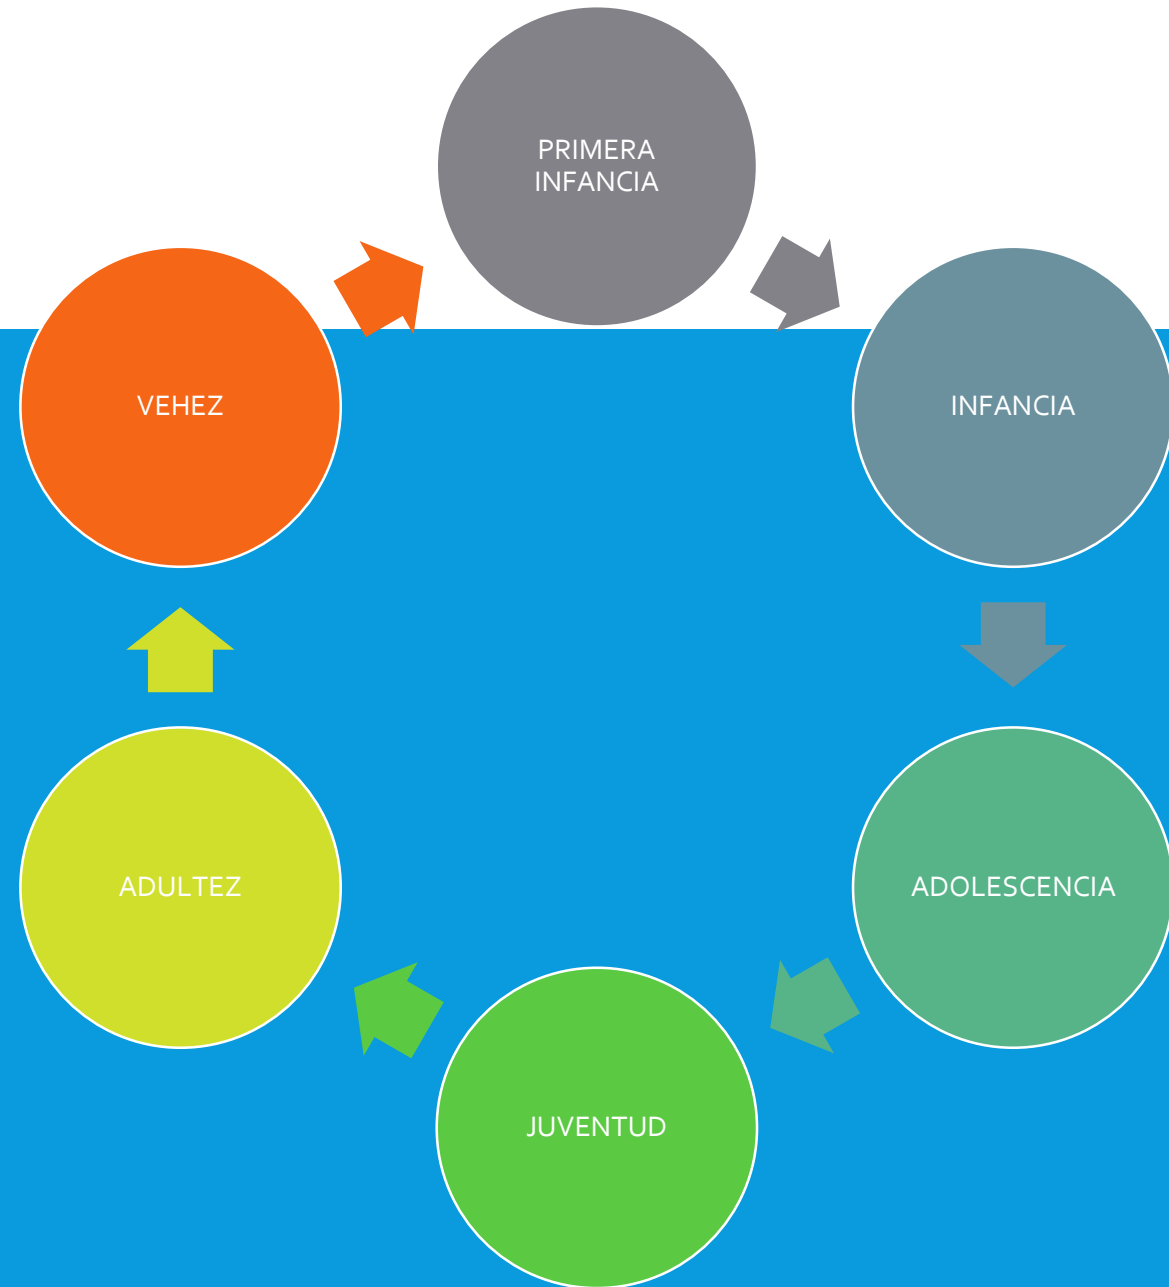 PRIMERA
INFANCIA
INFANCIA
ADOLESCENCIA
JUVENTUD
ADULTEZ
VEHEZ